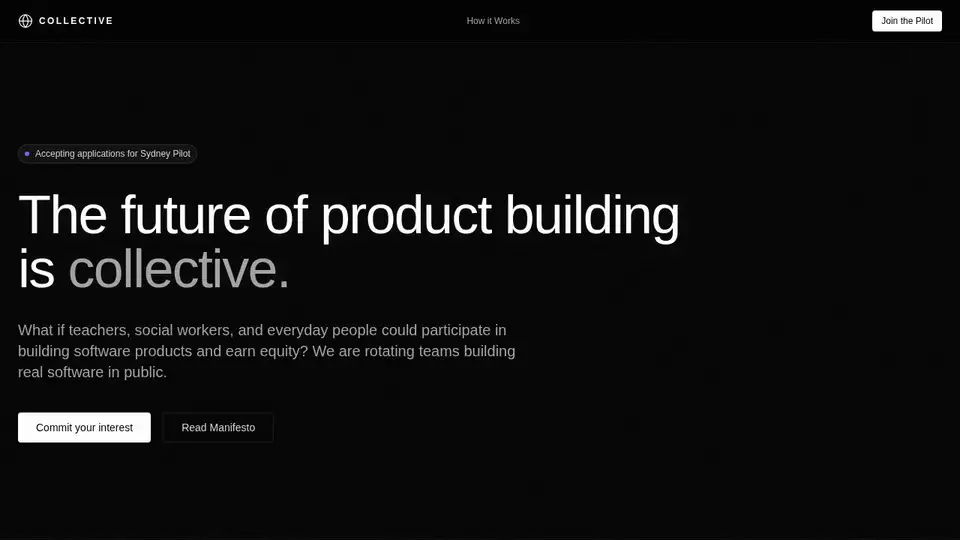 COLLECTIVE
How it Works
Join the Pilot
Accepting applications for Sydney Pilot
The future of product building
is collective.
What if teachers, social workers, and everyday people could participate in
building software products and earn equity? We are rotating teams building
real software in public.
Commit your interest
Read Manifesto